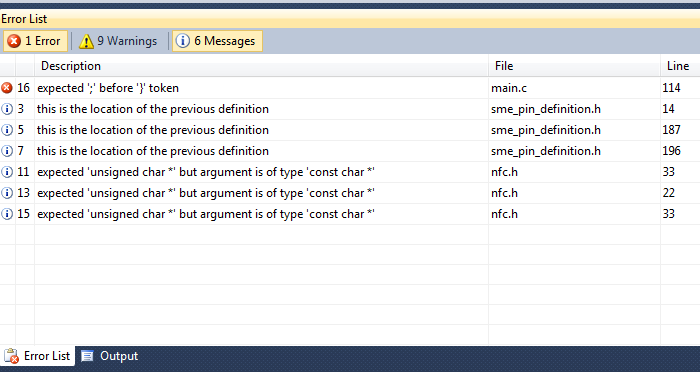 Error List
1 Error 9 Warnings 6 Messages
Description File Line
16 expected ';' before '}' token main.c 114
3 this is the location of the previous definition sme_pin_definition.h 14
5 this is the location of the previous definition sme_pin_definition.h 187
7 this is the location of the previous definition sme_pin_definition.h 196
11 expected 'unsigned char *' but argument is of type 'const char *' nfc.h 33
13 expected 'unsigned char *' but argument is of type 'const char *' nfc.h 22
15 expected 'unsigned char *' but argument is of type 'const char *' nfc.h 33
Error List Output